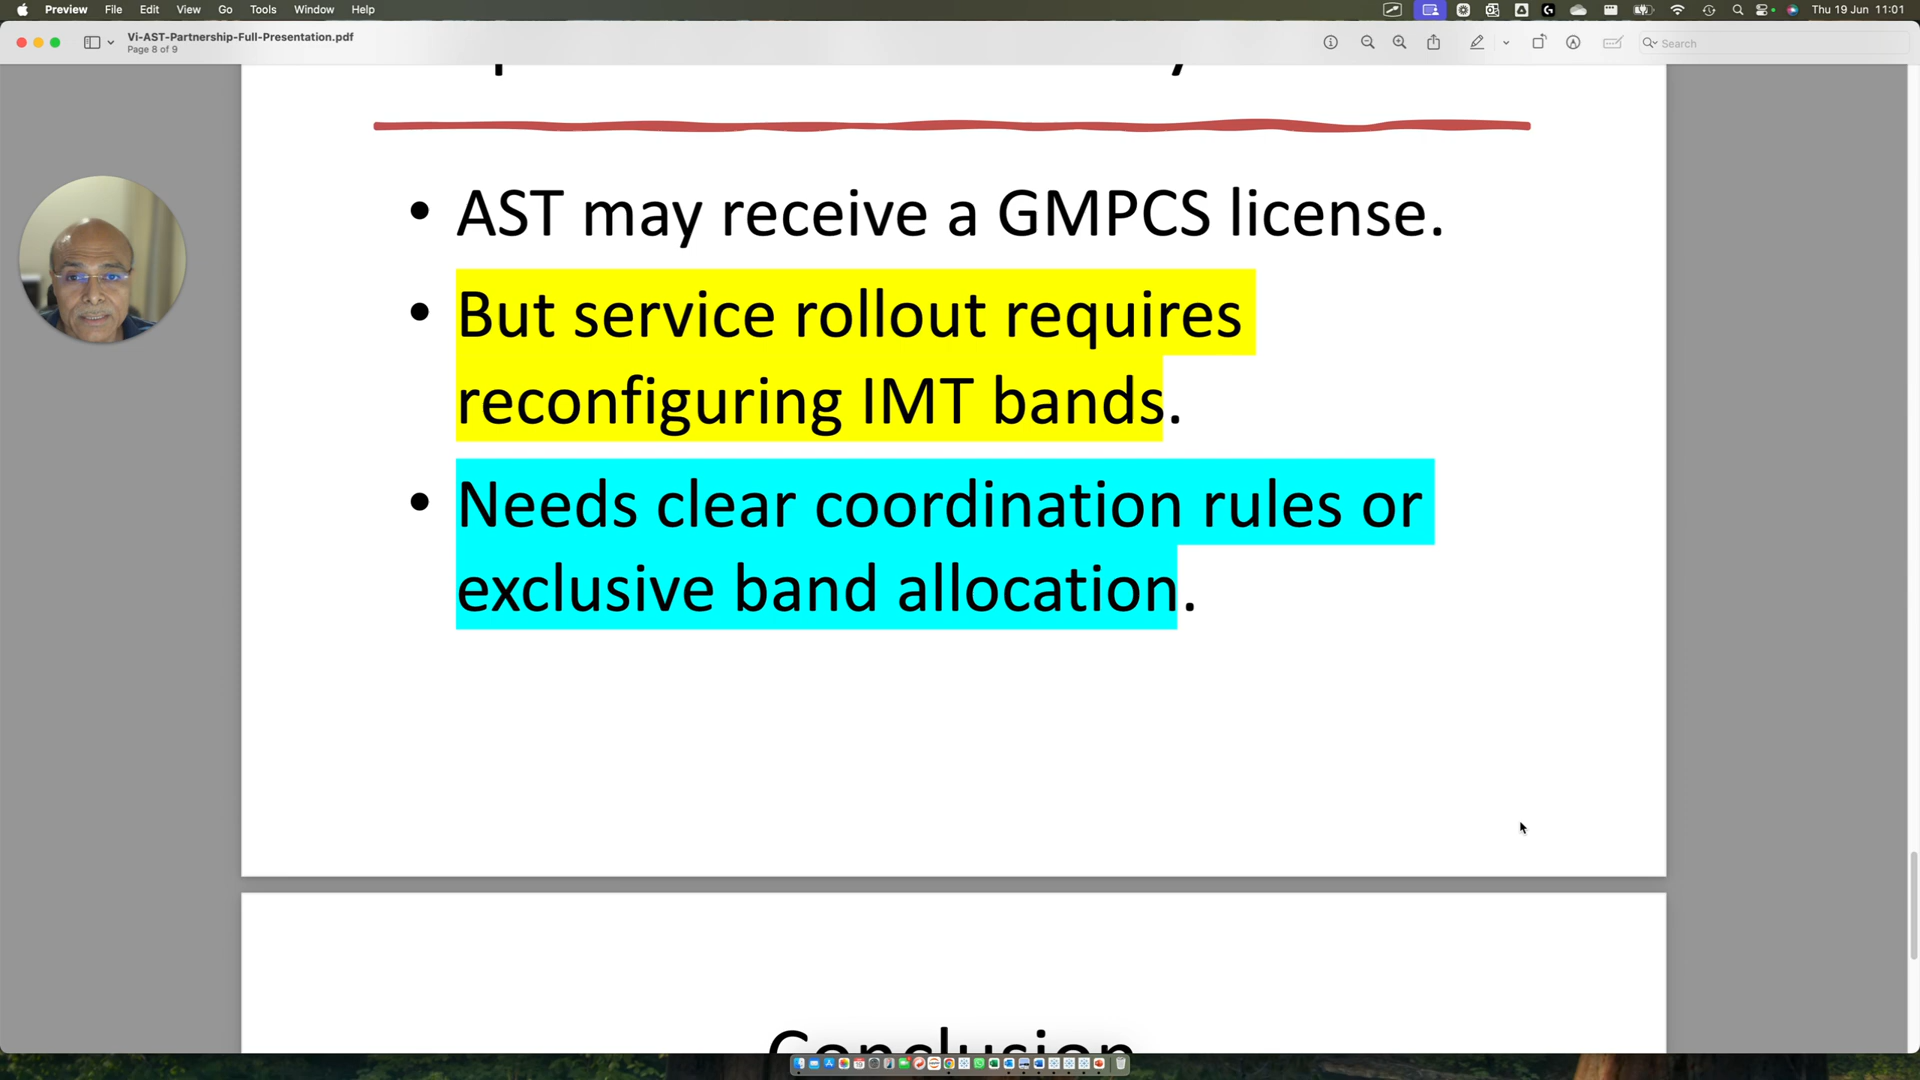 Preview File Edit View Go Tools Window Help
Thu 19 Jun 11:01
Vi-AST-Partnership-Full-Presentation.pdf
Page 8 of 9
Search
• AST may receive a GMPCS license.
• But service rollout requires
reconfiguring IMT bands.
• Needs clear coordination rules or
exclusive band allocation.
Conclusion